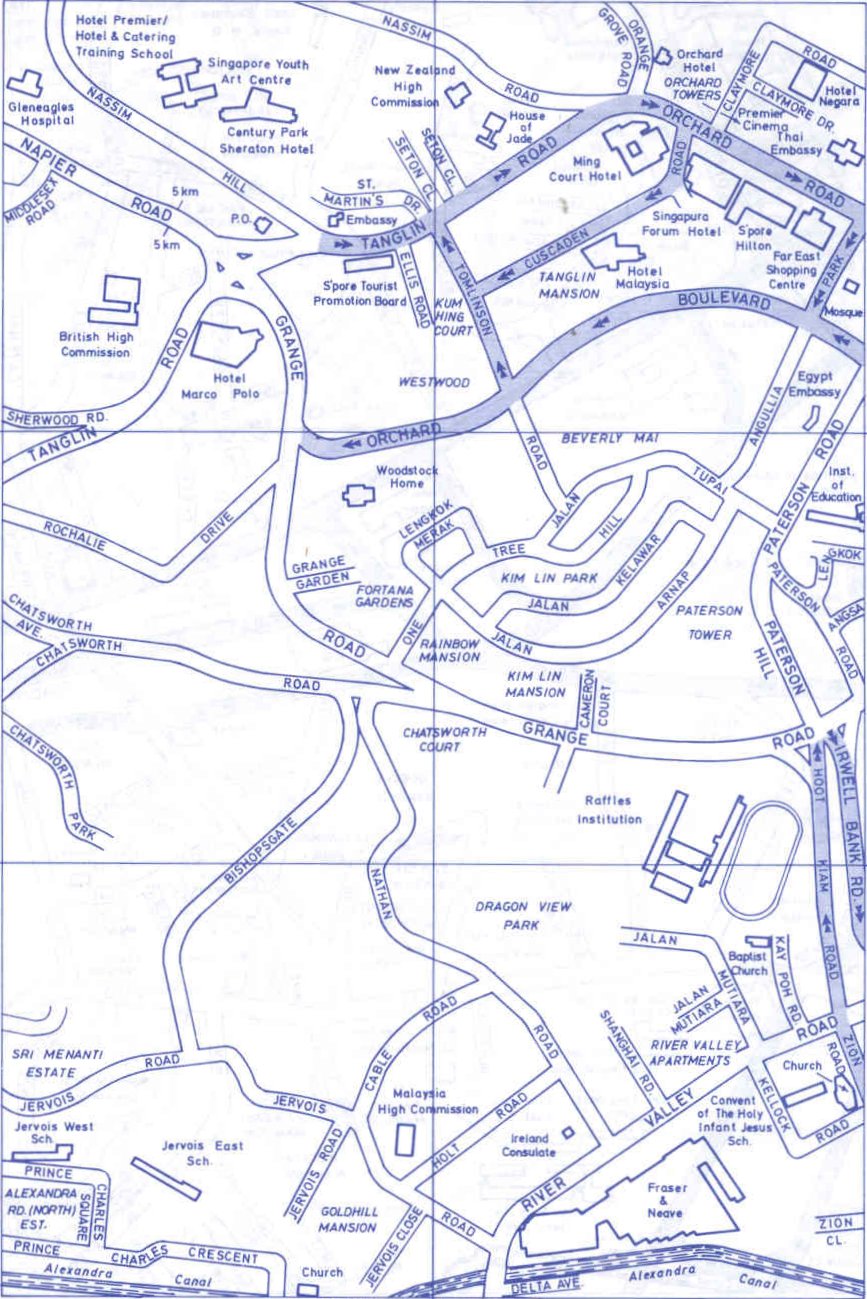 Hotel Premier/
Hotel & Catering
Training School
NASSIM
ORANGE
GROVE ROAD
Orchard
Hotel
ORCHARD
TOWERS
CLAYMORE
ROAD
Hotel
Negara
CLAYMORE DR.
Singapore Youth
Art Centre
New Zealand
High
Commission
ROAD
Gleneagles
Hospital
NASSIM
Century Park
Sheraton Hotel
House
of
Jade
ORCHARD
Premier
Cinema
Thai
Embassy
SETON CL.
SETON CL.
ROAD
Ming
Court Hotel
ROAD
NAPIER
HILL
ST.
MARTIN'S
DR.
ROAD
MIDDLESEX
ROAD
5 km
ROAD
P.O.
Embassy
5 km
TANGLIN
Singapura
Forum Hotel
S'pore
Hilton
Far East
Shopping
Centre
PARK
CUSCADEN
S'pore Tourist
Promotion Board
ELLIS ROAD
TOMLINSON
TANGLIN
MANSION
Hotel
Malaysia
BOULEVARD
Mosque
KUM
HING
COURT
British High
Commission
ROAD
GRANGE
Hotel
Marco Polo
WESTWOOD
Egypt
Embassy
SHERWOOD RD.
TANGLIN
ORCHARD
ROAD
BEVERLY MAI
ANGULLIA
ROAD
Woodstock
Home
TUPAI
Inst.
of
Education
JALAN
HILL
LENGKOK
MERAK
ROCHALIE
DRIVE
TREE
KELAWAR
PATERSON
LEN
GKOK
GRANGE
GARDEN
FORTANA
GARDENS
KIM LIN PARK
JALAN
ARNAP
PATERSON
TOWER
PATERSON
ANGSA
CHATSWORTH
AVE.
CHATSWORTH
ROAD
ONE
JALAN
RAINBOW
MANSION
PATERSON
HILL
ROAD
ROAD
KIM LIN
MANSION
CAMERON
COURT
CHATSWORTH
COURT
GRANGE
ROAD
CHATSWORTH
PARK
IRWELL
BANK RD.
HOOT
KIAM
ROAD
Raffles
Institution
BISHOPSGATE
NATHAN
DRAGON VIEW
PARK
JALAN
MUTIARA
Baptist
Church
KAY POH RD.
JALAN
MUTIARA
CABLE
ROAD
ROAD
SHANGHAI RD.
RIVER VALLEY
APARTMENTS
ROAD
ZION
ROAD
SRI MENANTI
ESTATE
ROAD
JERVOIS
JERVOIS
Malaysia
High Commission
ROAD
HOLT
VALLEY
Convent
of The Holy
Infant Jesus
Sch.
KELLOCK
Church
ROAD
Jervois West
Sch.
Jervois East
Sch.
JERVOIS ROAD
Ireland
Consulate
PRINCE
CHARLES
SQUARE
ALEXANDRA
RD. (NORTH)
EST.
GOLDHILL
MANSION
JERVOIS CLOSE
ROAD
RIVER
Fraser
&
Neave
ZION
CL.
PRINCE
CHARLES
CRESCENT
Alexandra
Canal
Church
DELTA AVE.
Alexandra
Canal